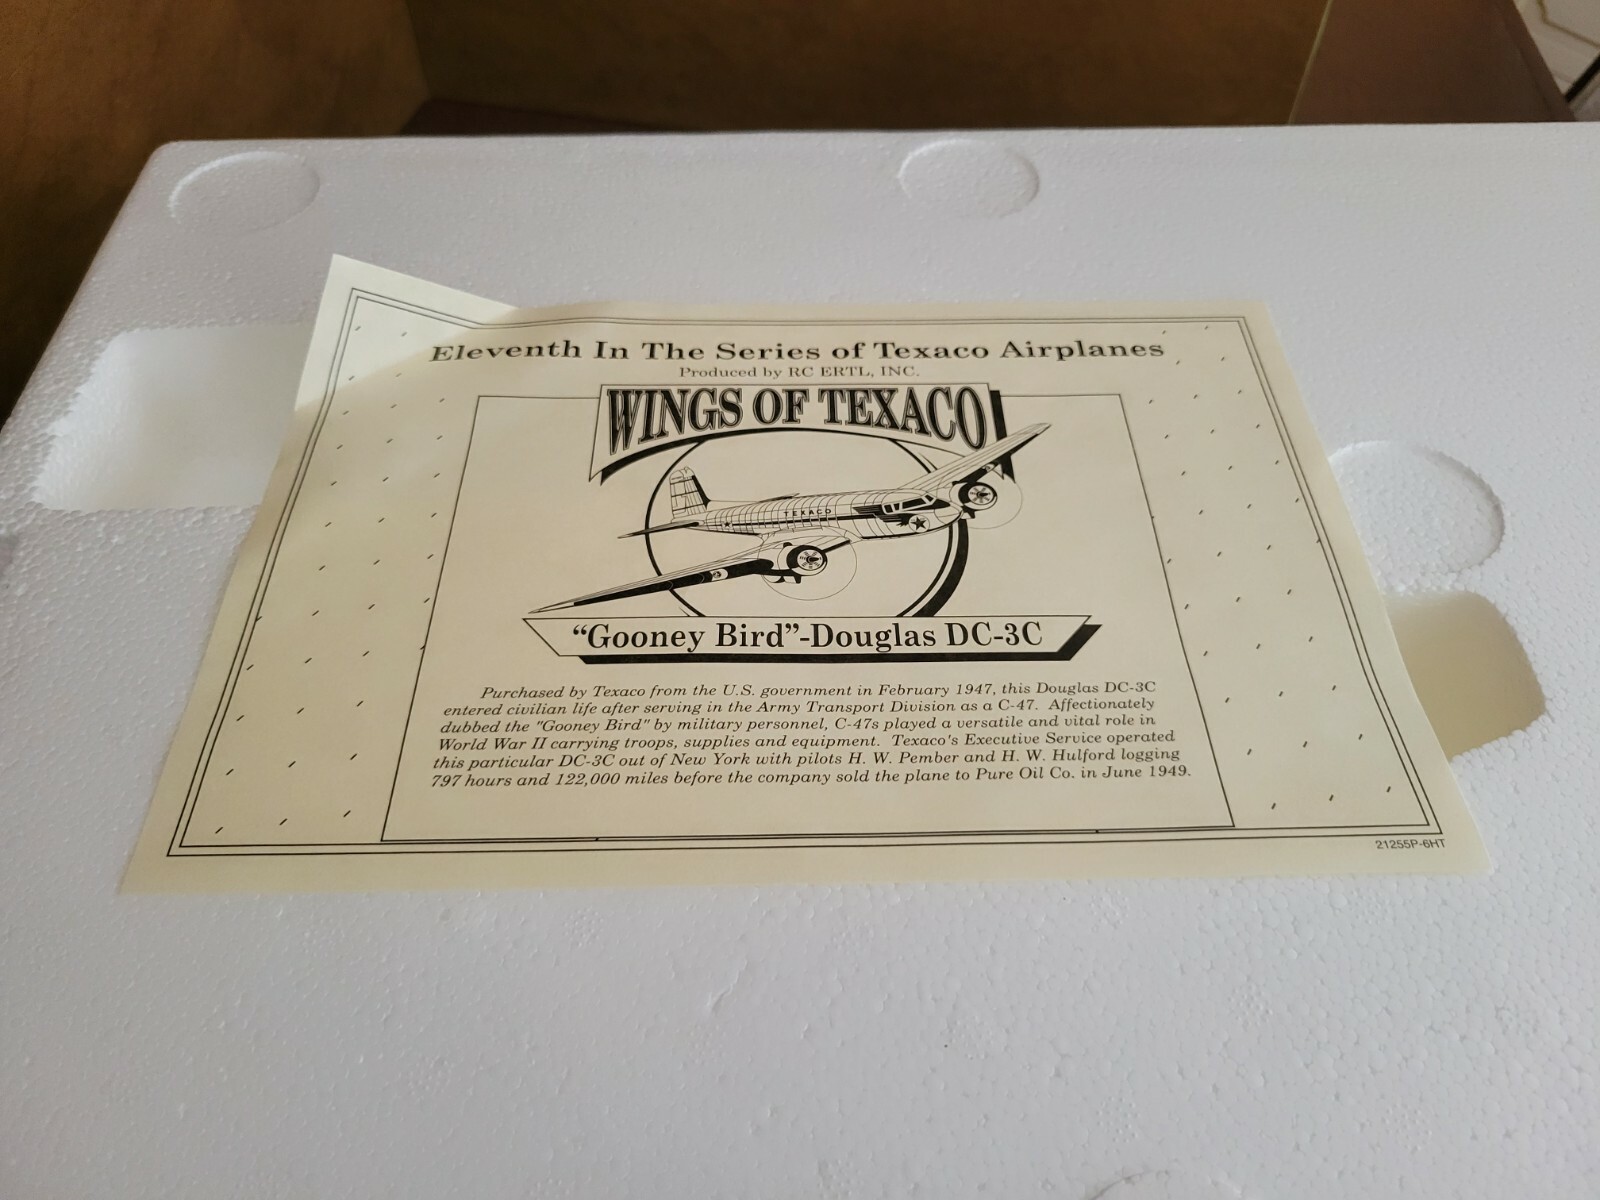 Eleventh In The Series of Texaco Airplanes
Produced by RC ERTL, INC.
WINGS OF TEXACO
TEXACO
"Gooney Bird"-Douglas DC-3C
Purchased by Texaco from the U.S. government in February 1947, this Douglas DC-3C
entered civilian life after serving in the Army Transport Division as a C-47. Affectionately
dubbed the "Gooney Bird" by military personnel, C-47s played a versatile and vital role in
World War II carrying troops, supplies and equipment. Texaco's Executive Service operated
this particular DC-3C out of New York with pilots H. W. Pember and H. W. Hulford logging
797 hours and 122,000 miles before the company sold the plane to Pure Oil Co. in June 1949.
21255P-6HT